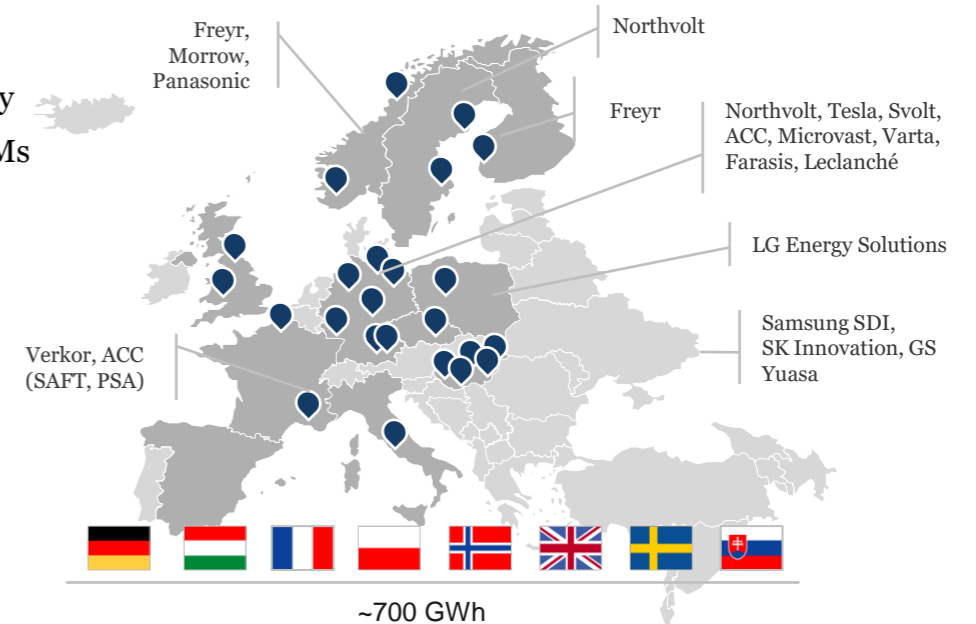 Freyr,
Morrow,
Panasonic
Northvolt
y
Ms
Freyr
Northvolt, Tesla, Svolt,
ACC, Microvast, Varta,
Farasis, Leclanché
LG Energy Solutions
Samsung SDI,
SK Innovation, GS
Yuasa
Verkor, ACC
(SAFT, PSA)
~700 GWh